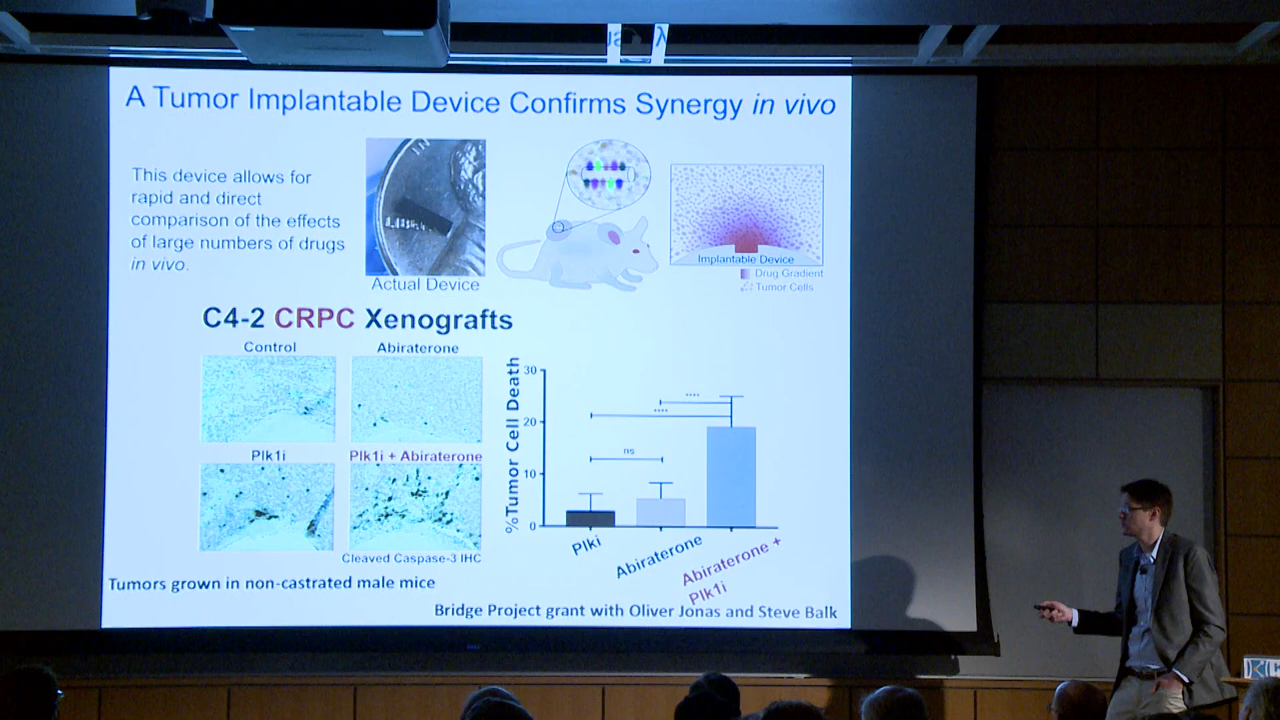 A Tumor Implantable Device Confirms Synergy in vivo
This device allows for
rapid and direct
comparison of the effects
of large numbers of drugs
in vivo.
Actual Device
Implantable Device
Drug Gradient
Tumor Cells
C4-2 CRPC Xenografts
Control
Abiraterone
Plk1i
Plk1i + Abiraterone
Cleaved Caspase-3 IHC
%Tumor Cell Death
30
20
10
0
ns
****
****
Plki
Abiraterone
Abiraterone +
Plk1i
Tumors grown in non-castrated male mice
Bridge Project grant with Oliver Jonas and Steve Balk